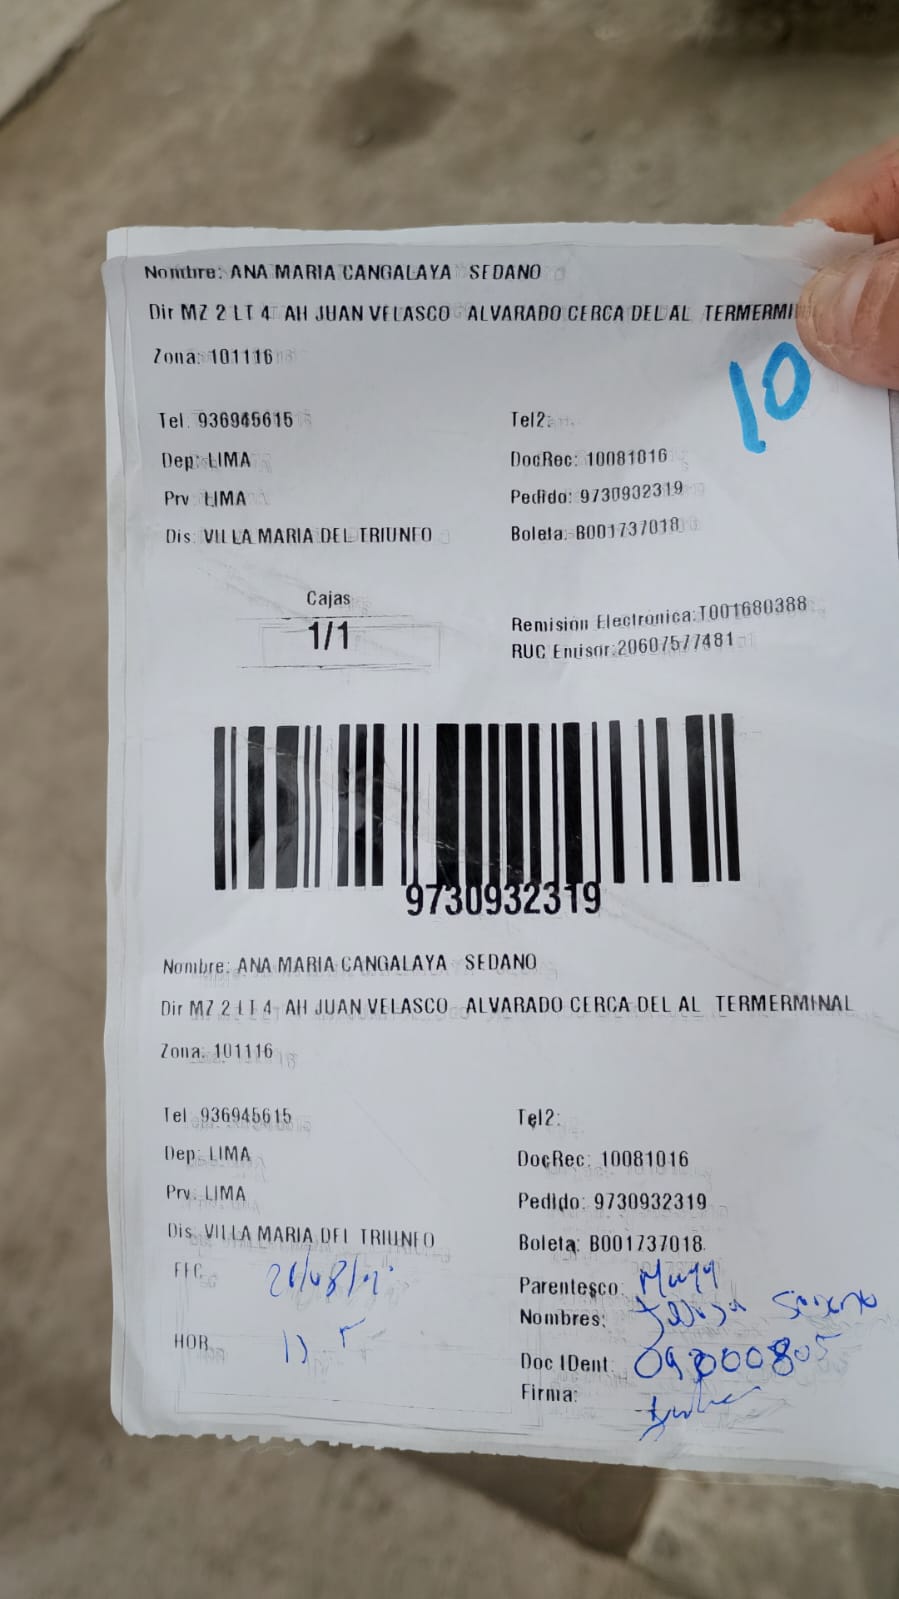 Nombre: ANA MARIA CANGALAYA SEDANO
Dir MZ 2 LT 4 AH JUAN VELASCO ALVARADO CERCA DEL AL TERMERMI
Zona: 101116
10
Tel. 936945615 Tel2:
Dep: LIMA DocRec: 10081016
Prv LIMA Pedido: 9730932319
Dis: VILLA MARIA DEL TRIUNFO Boleta: B001737018
Cajas
1/1
Remisión Electrónica:T001680388
RUC Emisor:20607577481
9730932319
Nombre: ANA MARIA CANGALAYA SEDANO
Dir MZ 2 LT 4 AH JUAN VELASCO ALVARADO CERCA DEL AL TERMERMINAL
Zona: 101116
Tel 936945615 Tel2:
Dep: LIMA DocRec: 10081016
Prv: LIMA Pedido: 9730932319
Dis: VILLA MARIA DEL TRIUNFO Boleta: B001737018
FEC Parentesco:
Nombres:
HOR Doc IDent:
Firma: